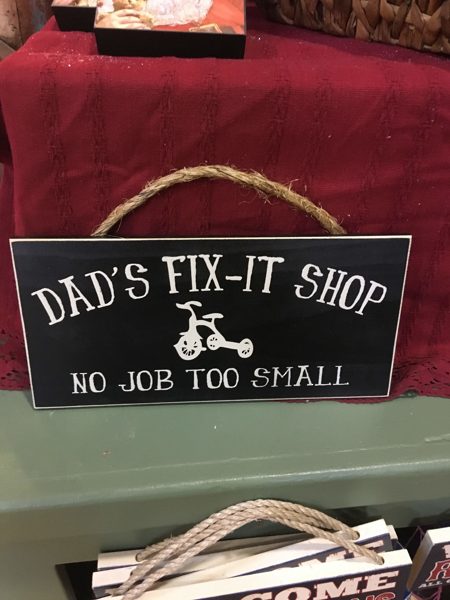 DAD'S FIX-IT SHOP
NO JOB TOO SMALL
COME